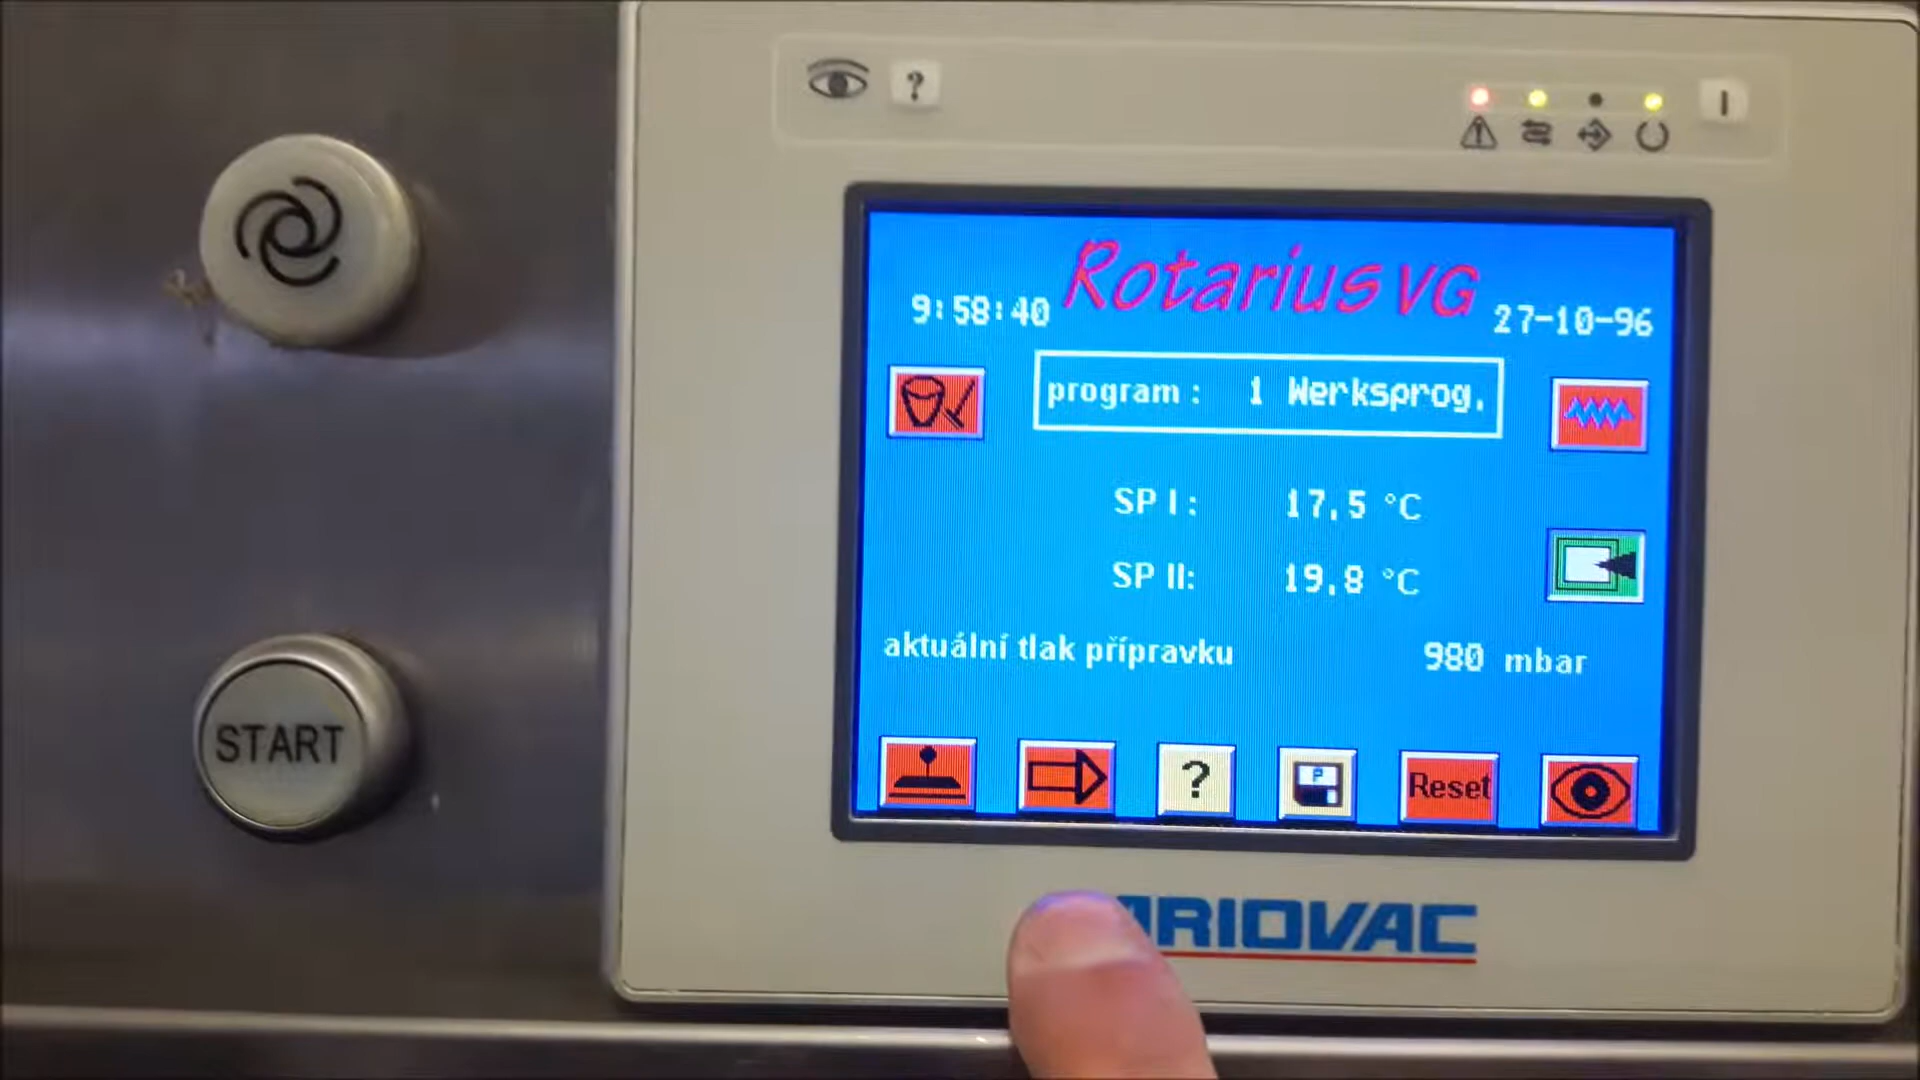 ?
I
Rotarius VG
9:58:40
27-10-96
program: 1 Werksprog.
SP I: 17,5 °C
SP II: 19,8 °C
aktuální tlak přípravku 980 mbar
? P Reset
START
ARIOVAC